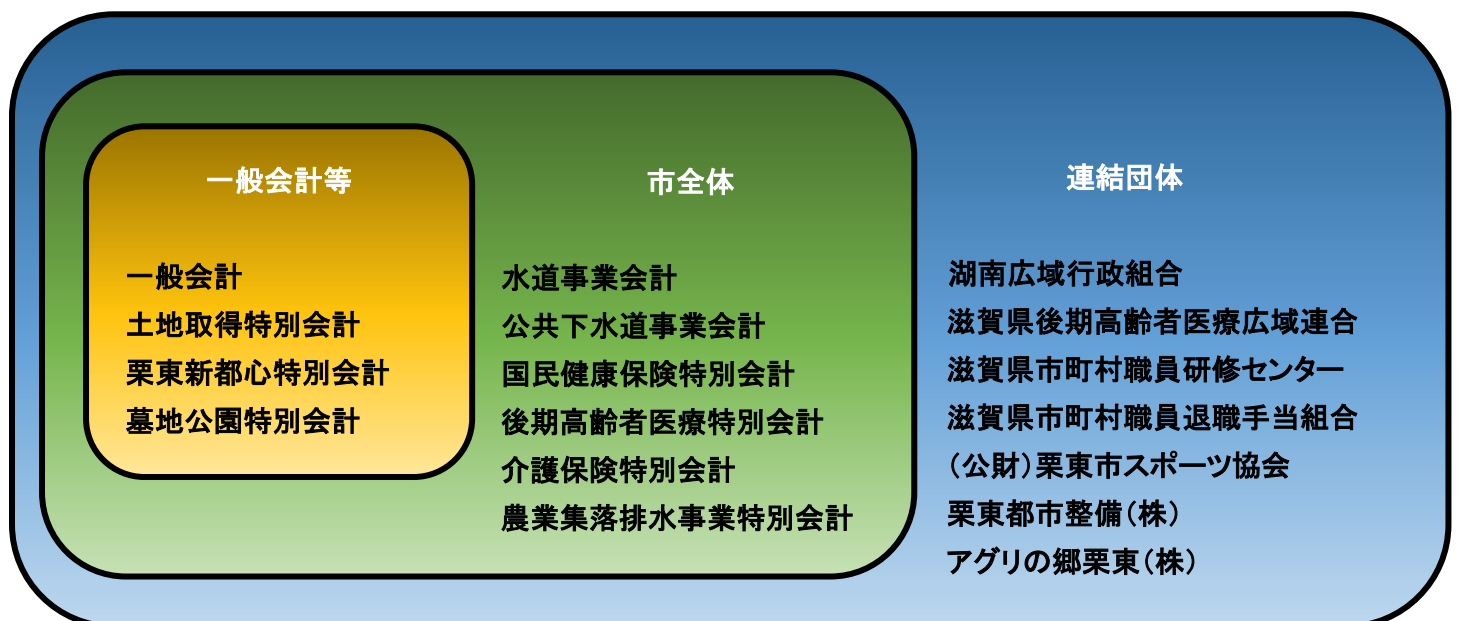 一般会計等
一般会計
土地取得特別会計
栗東新都心特別会計
墓地公園特別会計
市全体
水道事業会計
公共下水道事業会計
国民健康保険特別会計
後期高齢者医療特別会計
介護保険特別会計
農業集落排水事業特別会計
連結団体
湖南広域行政組合
滋賀県後期高齢者医療広域連合
滋賀県市町村職員研修センター
滋賀県市町村職員退職手当組合
(公財)栗東市スポーツ協会
栗東都市整備(株)
アグリの郷栗東(株)